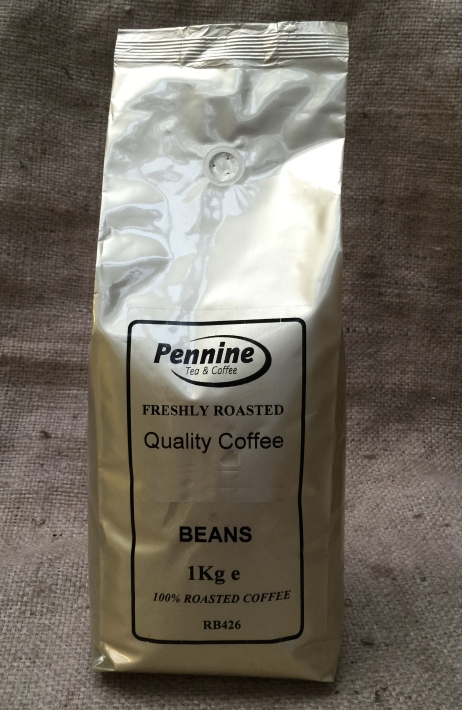 Pennine
Tea & Coffee
FRESHLY ROASTED
Quality Coffee
BEANS
1Kg e
100% ROASTED COFFEE
RB426